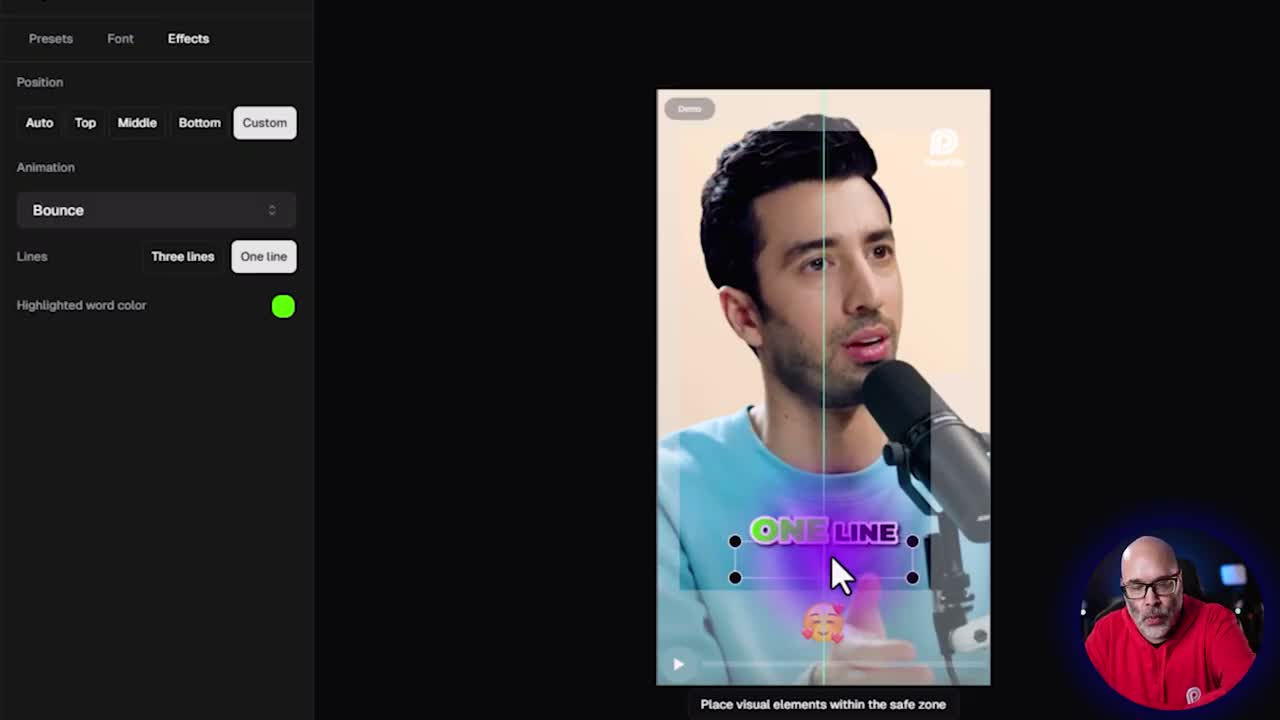 Presets Font Effects
Position
Auto Top Middle Bottom Custom
Animation
Bounce
Lines Three lines One line
Highlighted word color
Demo
ONE LINE
Place visual elements within the safe zone